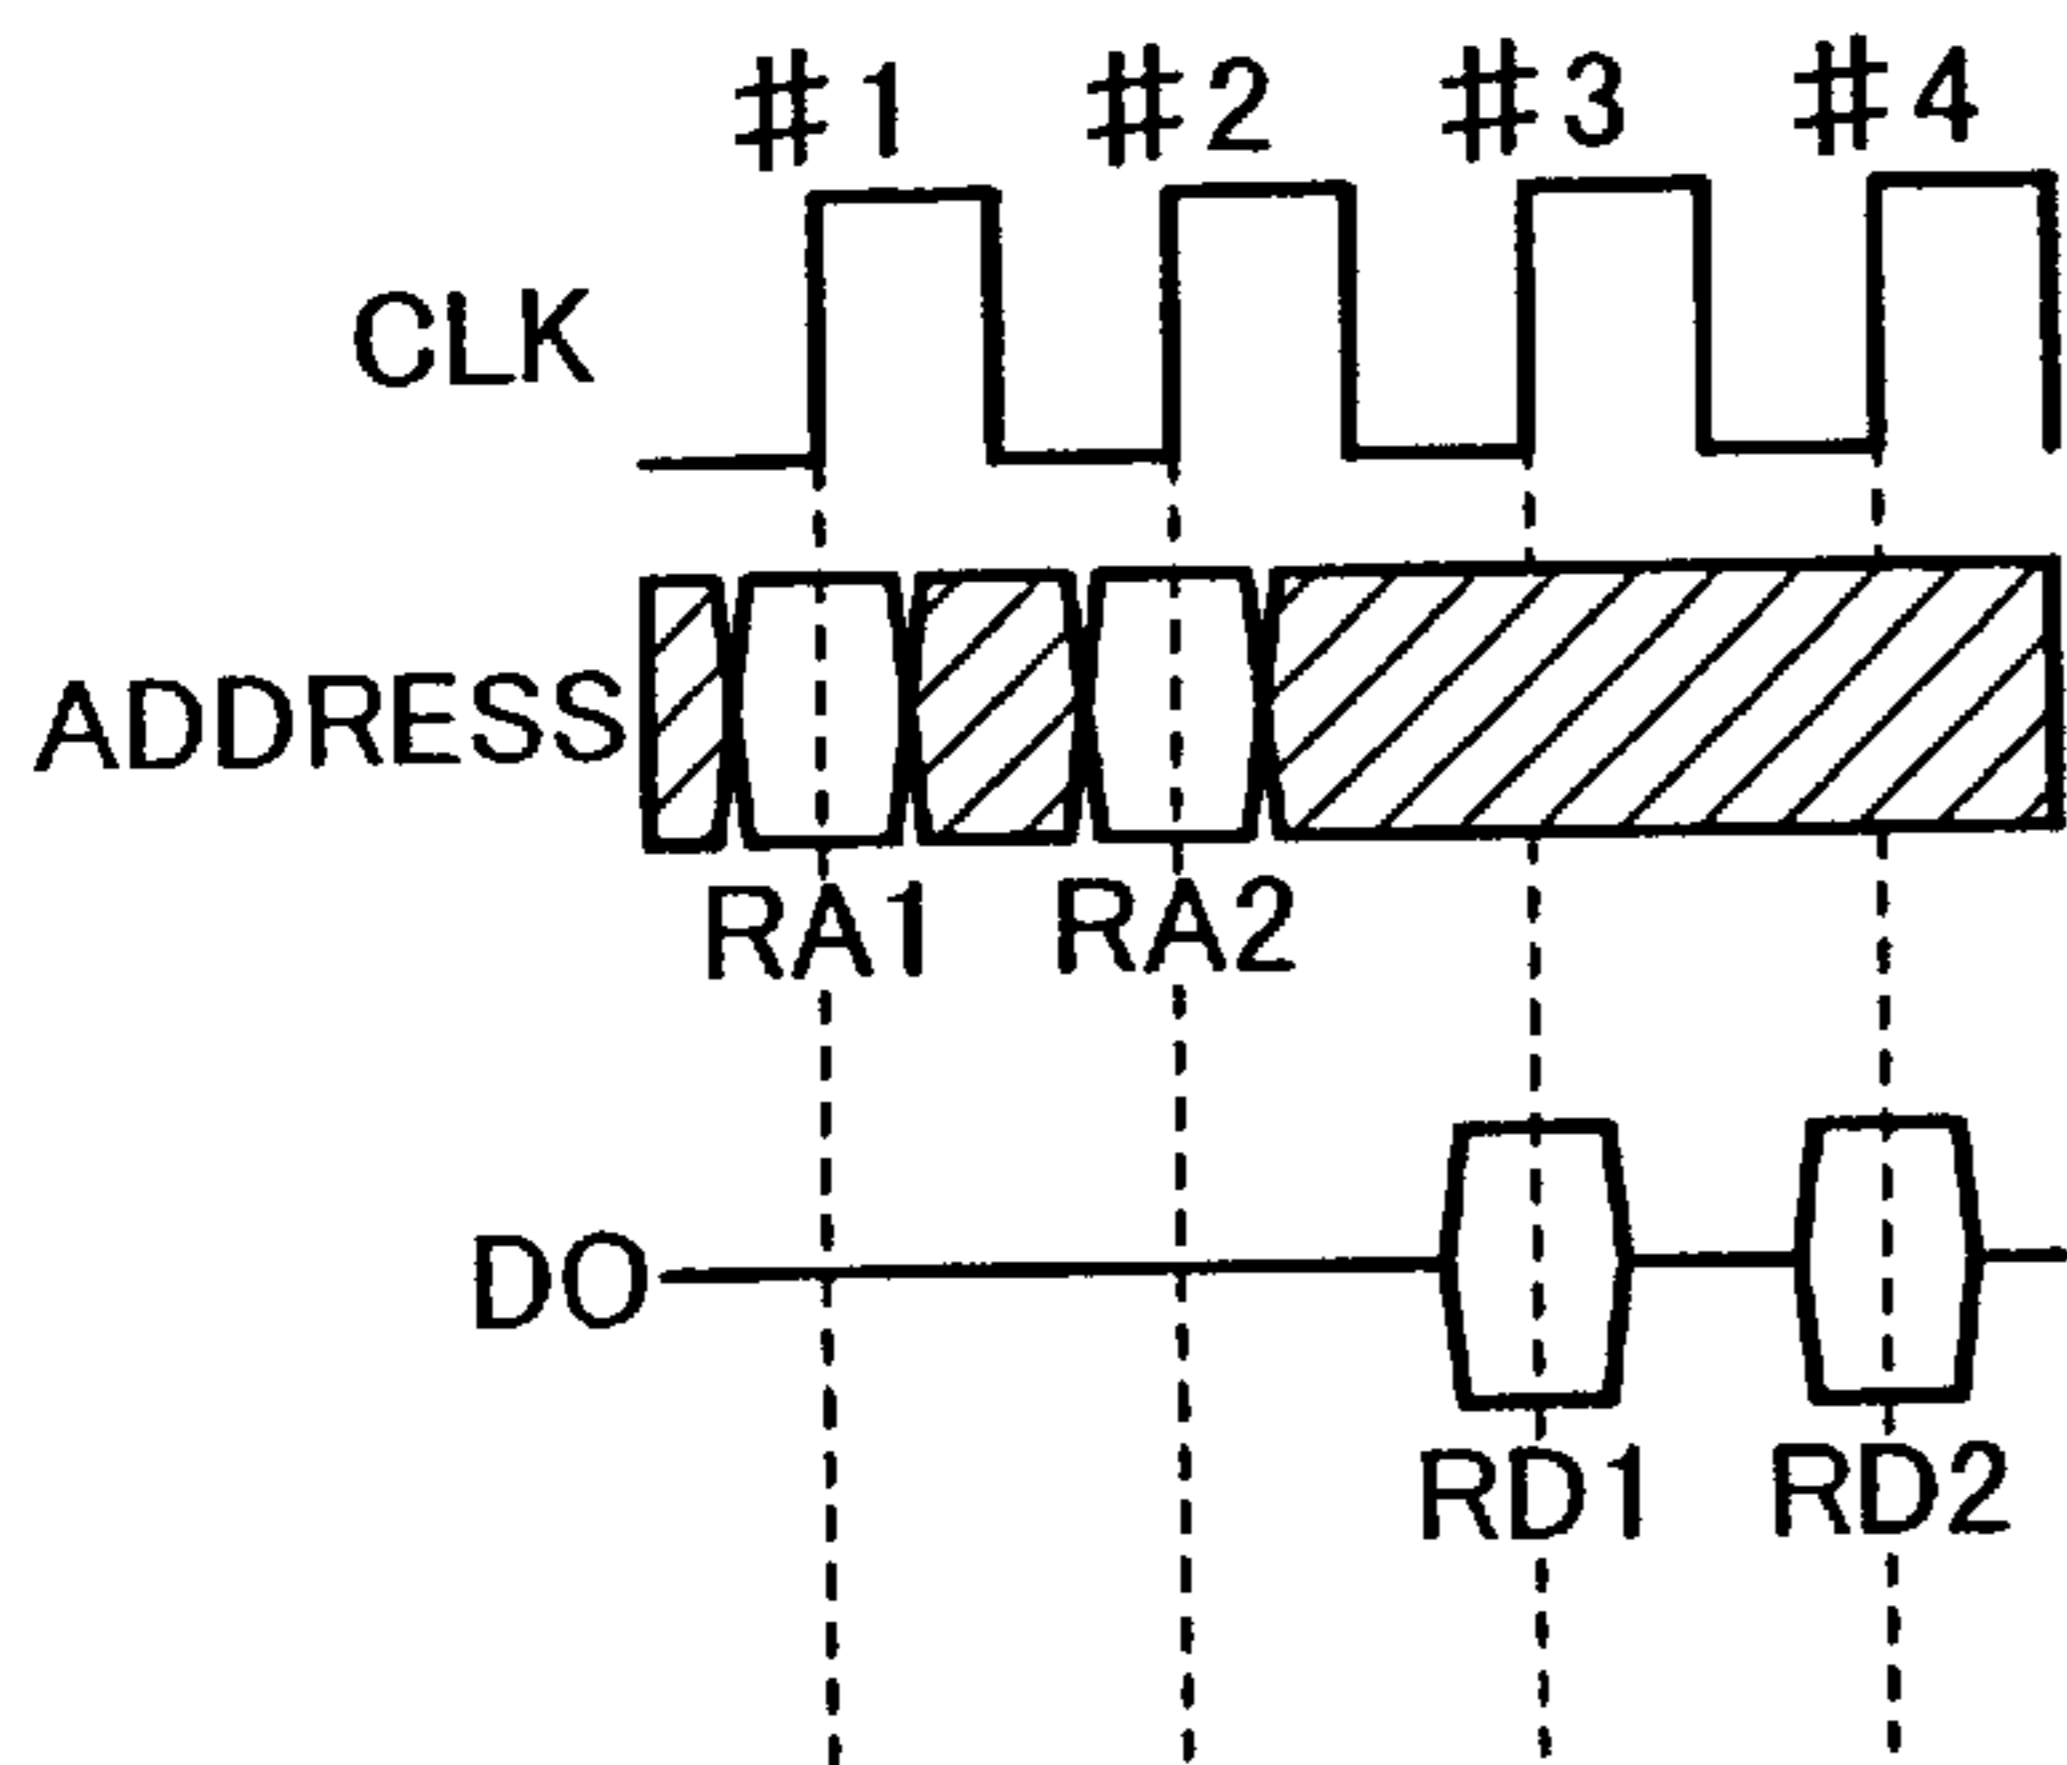 ♯1 ♯2 ♯3 ♯4
CLK
ADDRESS
RA1 RA2
DO
RD1 RD2